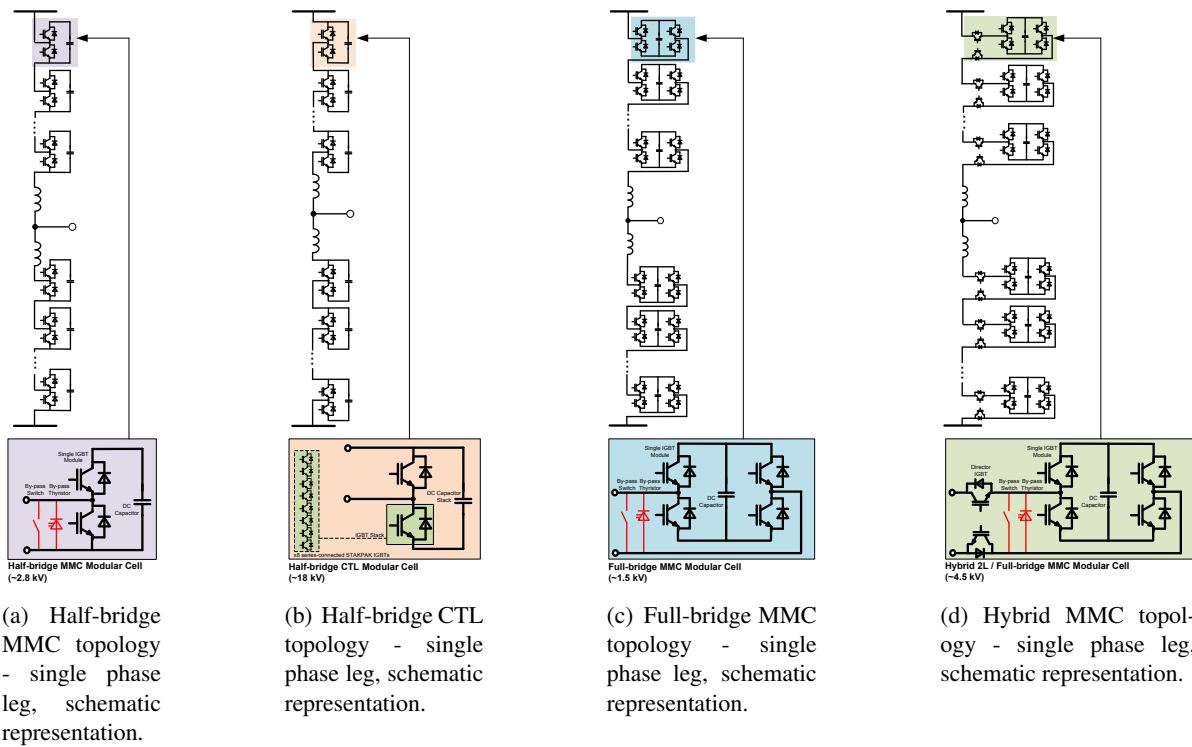 Single IGBT
Module
By-pass
Switch
By-pass
Thyristor
DC
Capacitor
Half-bridge MMC Modular Cell
(~2.8 kV)
DC Capacitor
Stack
IGBT Stack
x8 series-connected STAKPAK IGBTs
Half-bridge CTL Modular Cell
(~18 kV)
Single IGBT
Module
By-pass
Switch
By-pass
Thyristor
DC
Capacitor
Full-bridge MMC Modular Cell
(~1.5 kV)
Single IGBT
Module
Director
IGBT
By-pass
Switch
By-pass
Thyristor
DC
Capacitor
Hybrid 2L / Full-bridge MMC Modular Cell
(~4.5 kV)
(a) Half-bridge
MMC topology
- single phase
leg, schematic
representation.
(b) Half-bridge CTL
topology - single
phase leg, schematic
representation.
(c) Full-bridge MMC
topology - single
phase leg, schematic
representation.
(d) Hybrid MMC topol-
ogy - single phase leg,
schematic representation.